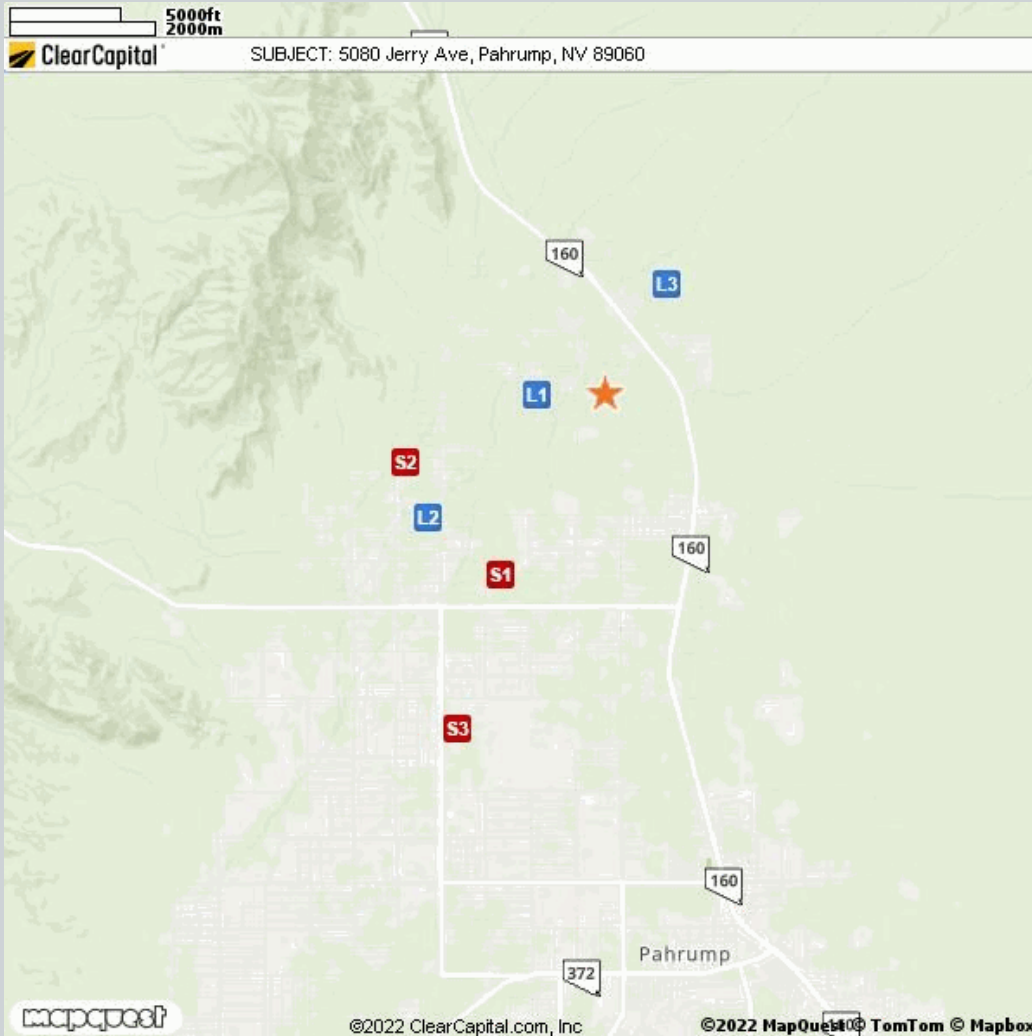 5000ft
2000m
ClearCapital SUBJECT: 5080 Jerry Ave, Pahrump, NV 89060
160
L3
L1
S2
L2
160
S1
S3
160
Pahrump
372
mapquest
©2022 ClearCapital.com, Inc ©2022 MapQuest © TomTom © Mapbox